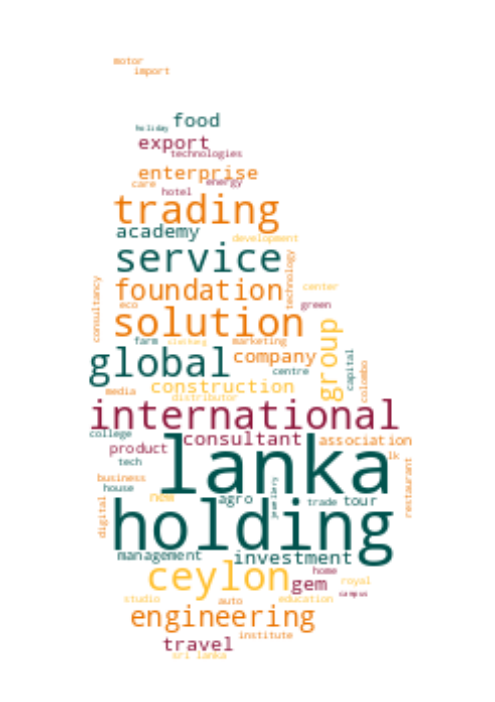 motor
import
food
holiday
export
technologies
enterprise
care energy
hotel
trading
academy
development
service
technology
consultancy
foundation
center
eco
green
solution
group
farm clothing marketing
global
company
capital
centre
colombo
construction
media
distributor
international
college
consultant
association
product
lanka
lk
tech
restaurant
business
house
new
agro
jewellery
holding
trade tour
digital
management
investment
ceylon
gem
home
royal
campus
studio
auto
education
engineering
institute
travel
sri lanka